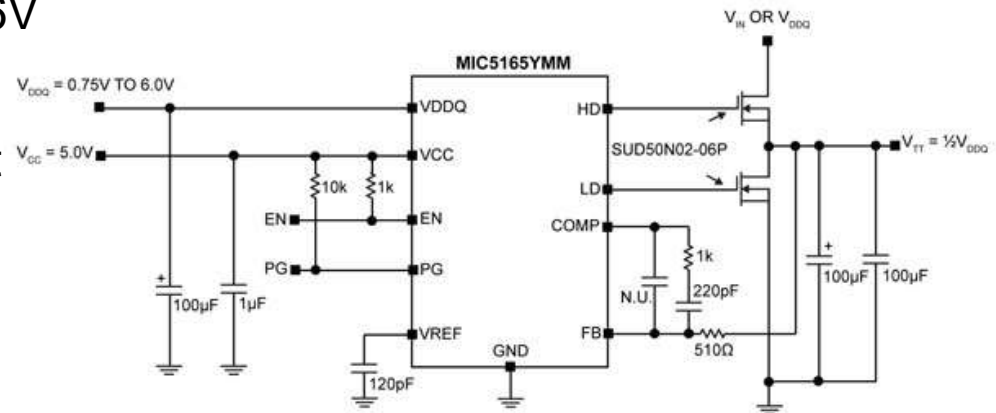 6V
V_IN OR V_DDQ
MIC5165YMM
V_DDQ = 0.75V TO 6.0V
VDDQ
HD
V_CC = 5.0V
VCC
SUD50N02-06P
V_TT = ½V_DDQ
10k
1k
LD
EN
EN
COMP
PG
PG
1k
+
100µF
1µF
N.U.
220pF
+
100µF
100µF
VREF
FB
510Ω
GND
120pF